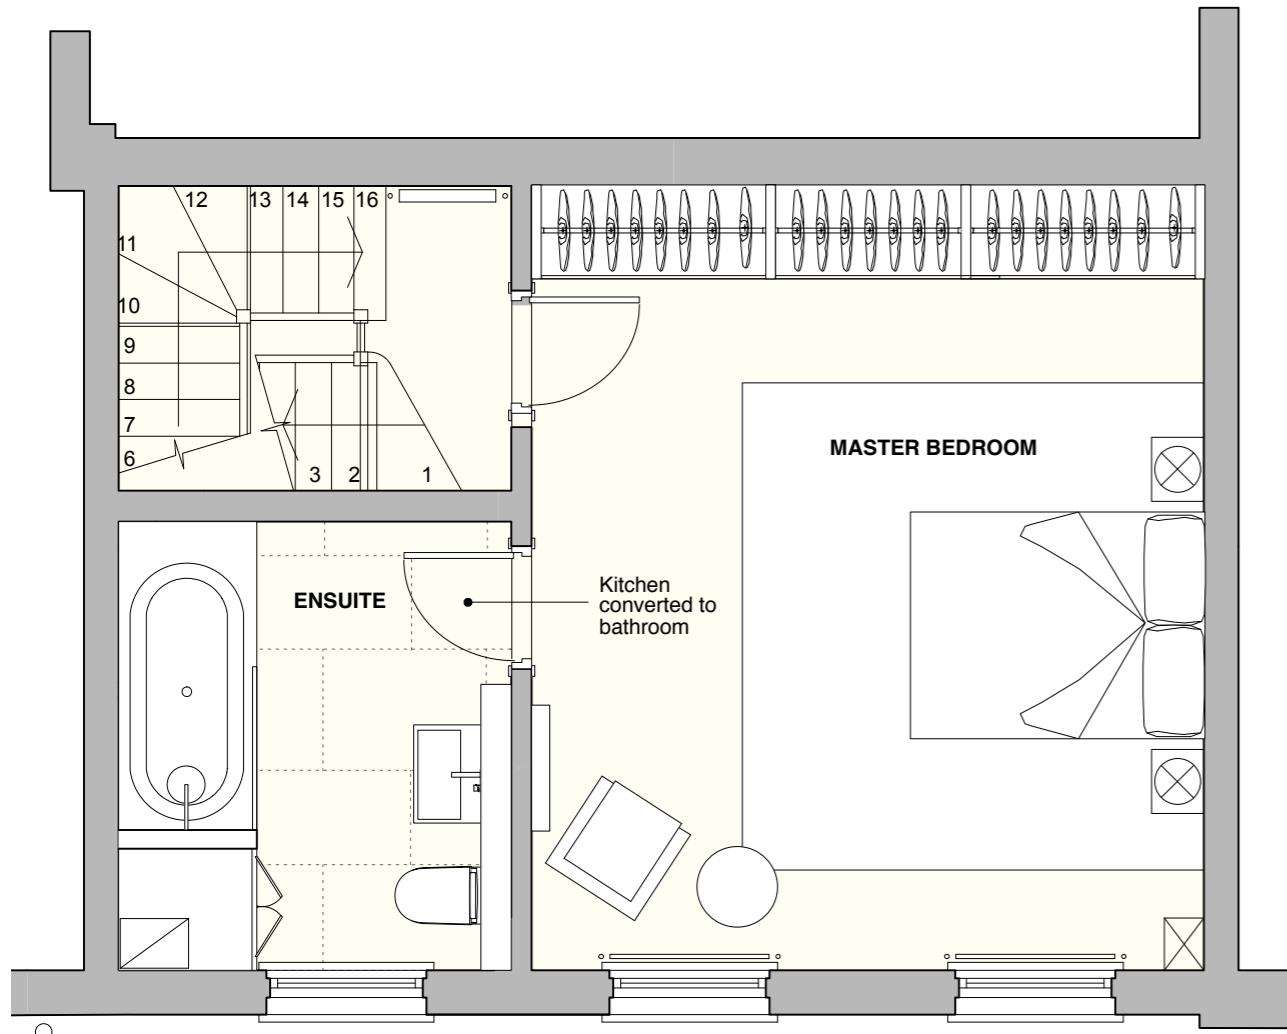 12 13 14 15 16
11
10
9
8
7
6
3 2 1
MASTER BEDROOM
ENSUITE
Kitchen
converted to
bathroom